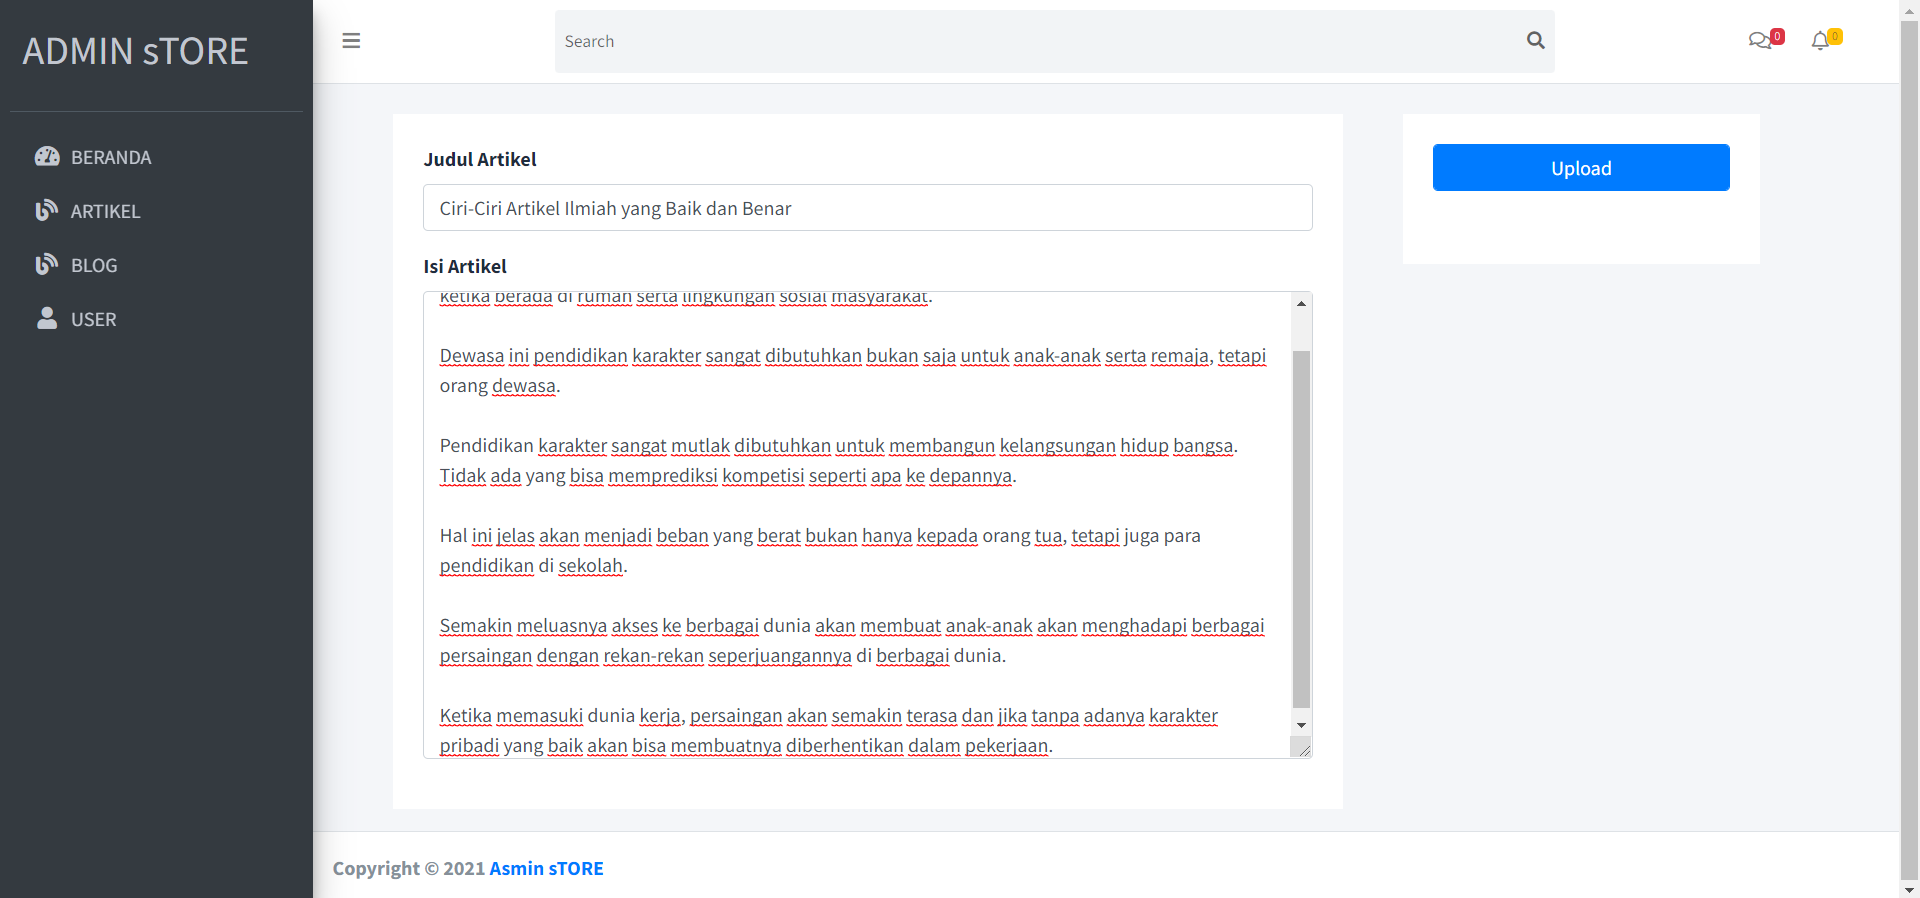 ADMIN sTORE
Search
0
0
BERANDA
ARTIKEL
BLOG
USER
Judul Artikel
Ciri-Ciri Artikel Ilmiah yang Baik dan Benar
Isi Artikel
ketika berada di rumah serta lingkungan sosial masyarakat.
Dewasa ini pendidikan karakter sangat dibutuhkan bukan saja untuk anak-anak serta remaja, tetapi
orang dewasa.
Pendidikan karakter sangat mutlak dibutuhkan untuk membangun kelangsungan hidup bangsa.
Tidak ada yang bisa memprediksi kompetisi seperti apa ke depannya.
Hal ini jelas akan menjadi beban yang berat bukan hanya kepada orang tua, tetapi juga para
pendidikan di sekolah.
Semakin meluasnya akses ke berbagai dunia akan membuat anak-anak akan menghadapi berbagai
persaingan dengan rekan-rekan seperjuangannya di berbagai dunia.
Ketika memasuki dunia kerja, persaingan akan semakin terasa dan jika tanpa adanya karakter
pribadi yang baik akan bisa membuatnya diberhentikan dalam pekerjaan.
Upload
Copyright © 2021 Asmin sTORE